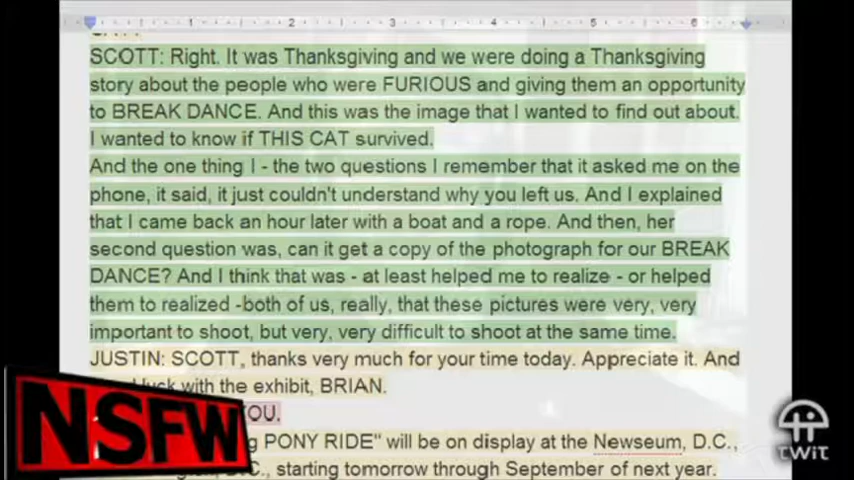 2 3 4 5 6
SCOTT: Right. It was Thanksgiving and we were doing a Thanksgiving
story about the people who were FURIOUS and giving them an opportunity
to BREAK DANCE. And this was the image that I wanted to find out about.
I wanted to know if THIS CAT survived.
And the one thing I - the two questions I remember that it asked me on the
phone, it said, it just couldn't understand why you left us. And I explained
that I came back an hour later with a boat and a rope. And then, her
second question was, can it get a copy of the photograph for our BREAK
DANCE? And I think that was - at least helped me to realize - or helped
them to realized -both of us, really, that these pictures were very, very
important to shoot, but very, very difficult to shoot at the same time.
JUSTIN: SCOTT, thanks very much for your time today. Appreciate it. And
luck with the exhibit, BRIAN.
YOU.
PONY RIDE" will be on display at the Newseum, D.C.,
starting tomorrow through September of next year.
NSFW
TWiT